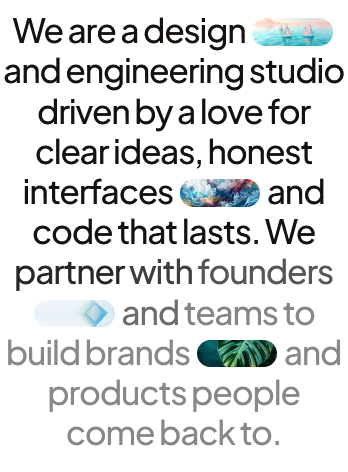 We are a design
and engineering studio
driven by a love for
clear ideas, honest
interfaces and
code that lasts. We
partner with founders
and teams to
build brands and
products people
come back to.